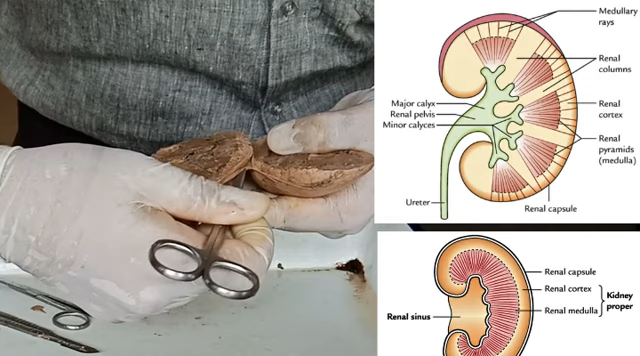 Medullary
rays
Renal
columns
Major calyx
Renal pelvis
Minor calyces
Renal
cortex
Renal
pyramids
(medulla)
Ureter
Renal capsule
Renal capsule
Renal cortex
Kidney
proper
Renal medulla
Renal sinus